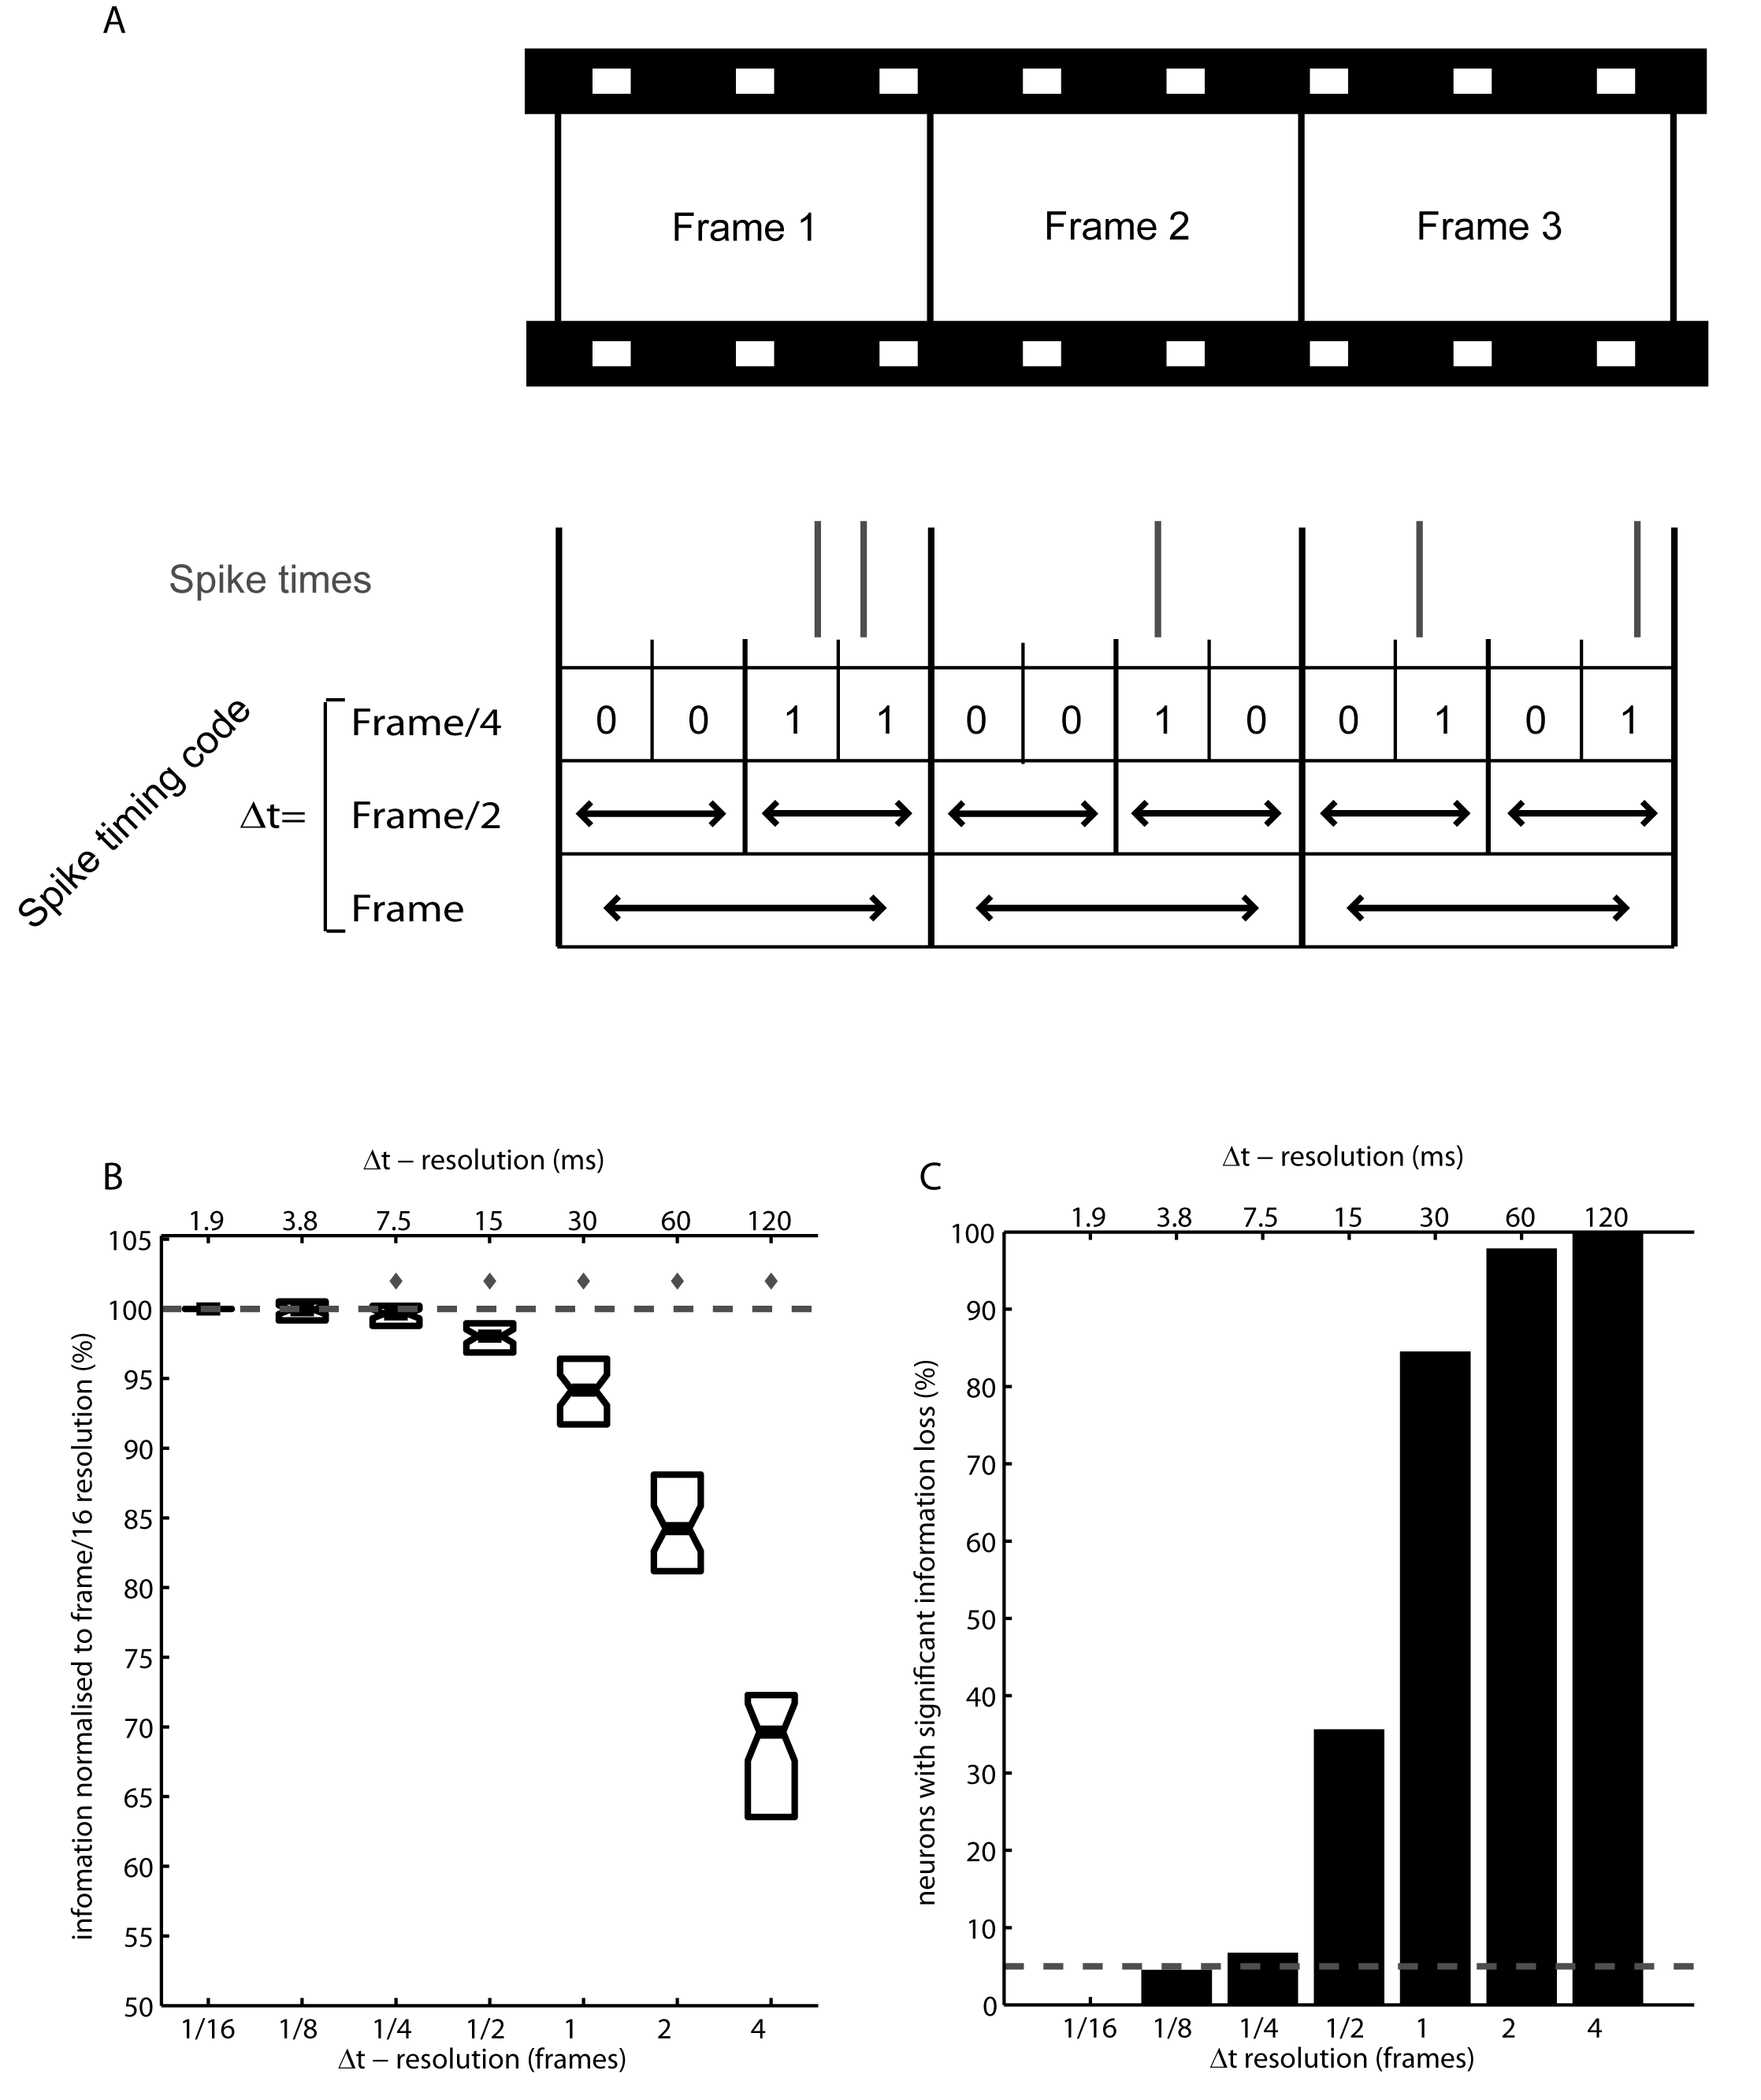 A
Frame 1 Frame 2 Frame 3
Spike times
Spike timing code
Δt=
Frame/4 0 0 1 1 0 0 1 0 0 1 0 1
Frame/2
Frame
B
Δt – resolution (ms)
1.9 3.8 7.5 15 30 60 120
infomation normalised to frame/16 resolution (%)
105
100
95
90
85
80
75
70
65
60
55
50
1/16 1/8 1/4 1/2 1 2 4
Δt – resolution (frames)
C
Δt – resolution (ms)
1.9 3.8 7.5 15 30 60 120
neurons with significant information loss (%)
100
90
80
70
60
50
40
30
20
10
0
1/16 1/8 1/4 1/2 1 2 4
Δt resolution (frames)